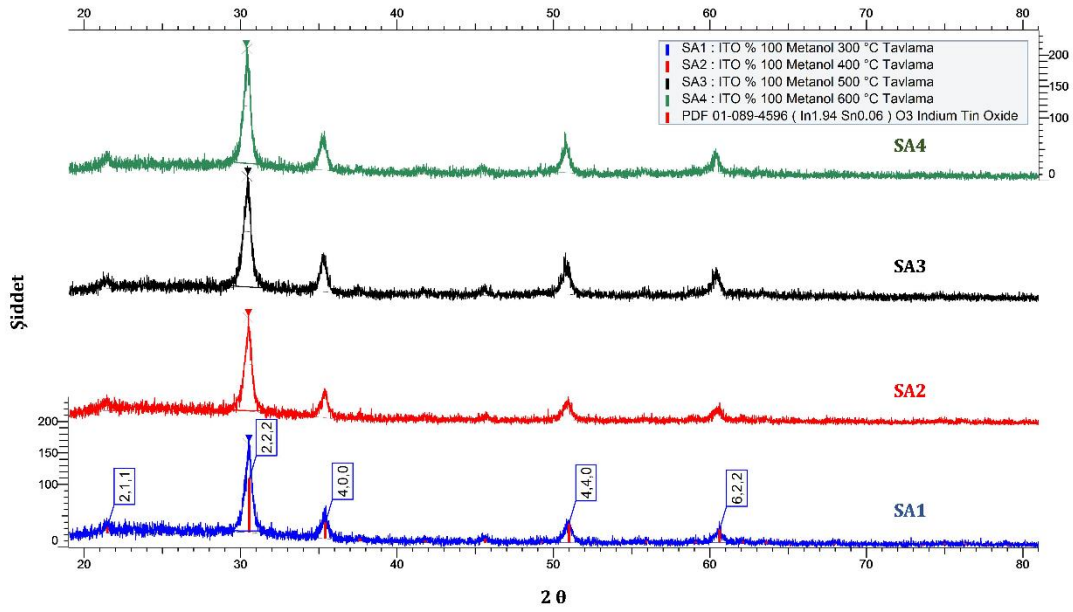 20 30 40 50 60 70 80
SA1 : ITO % 100 Metanol 300 °C Tavlama
SA2 : ITO % 100 Metanol 400 °C Tavlama
SA3 : ITO % 100 Metanol 500 °C Tavlama
SA4 : ITO % 100 Metanol 600 °C Tavlama
PDF 01-089-4596 ( In1.94 Sn0.06 ) O3 Indium Tin Oxide
200
100
0
SA4
SA3
Şiddet
SA2
200
150
100
0
2,1,1
2,2,2
4,0,0
4,4,0
6,2,2
SA1
20 30 40 50 60 70 80
2 θ